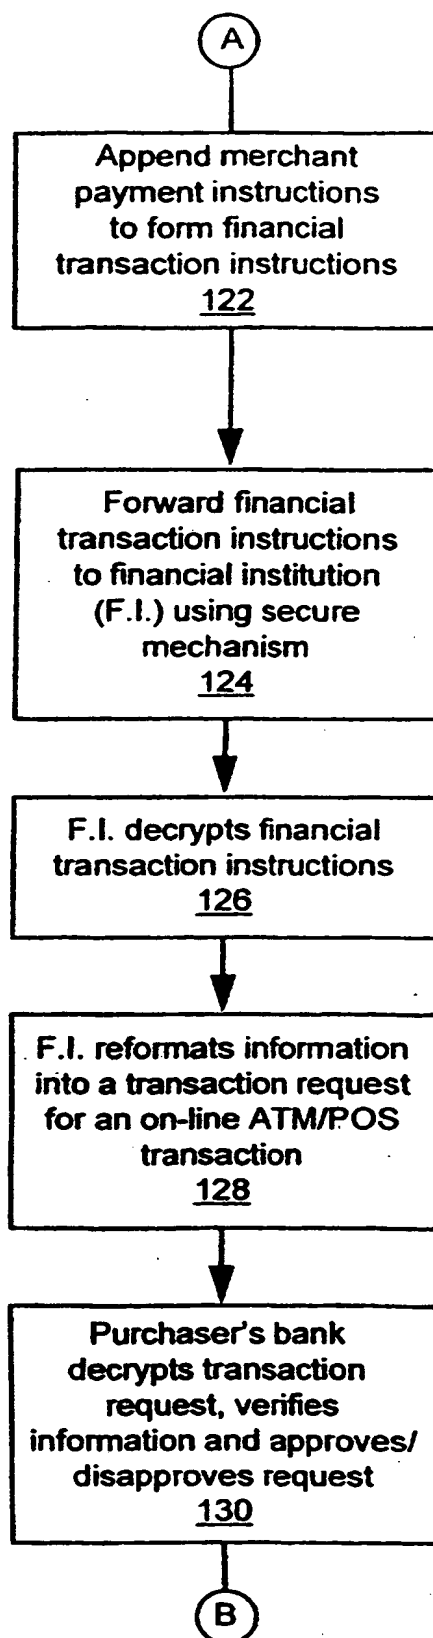 A
Append merchant
payment instructions
to form financial
transaction instructions
122
Forward financial
transaction instructions
to financial institution
(F.I.) using secure
mechanism
124
F.I. decrypts financial
transaction instructions
126
F.I. reformats information
into a transaction request
for an on-line ATM/POS
transaction
128
Purchaser's bank
decrypts transaction
request, verifies
information and approves/
disapproves request
130
B